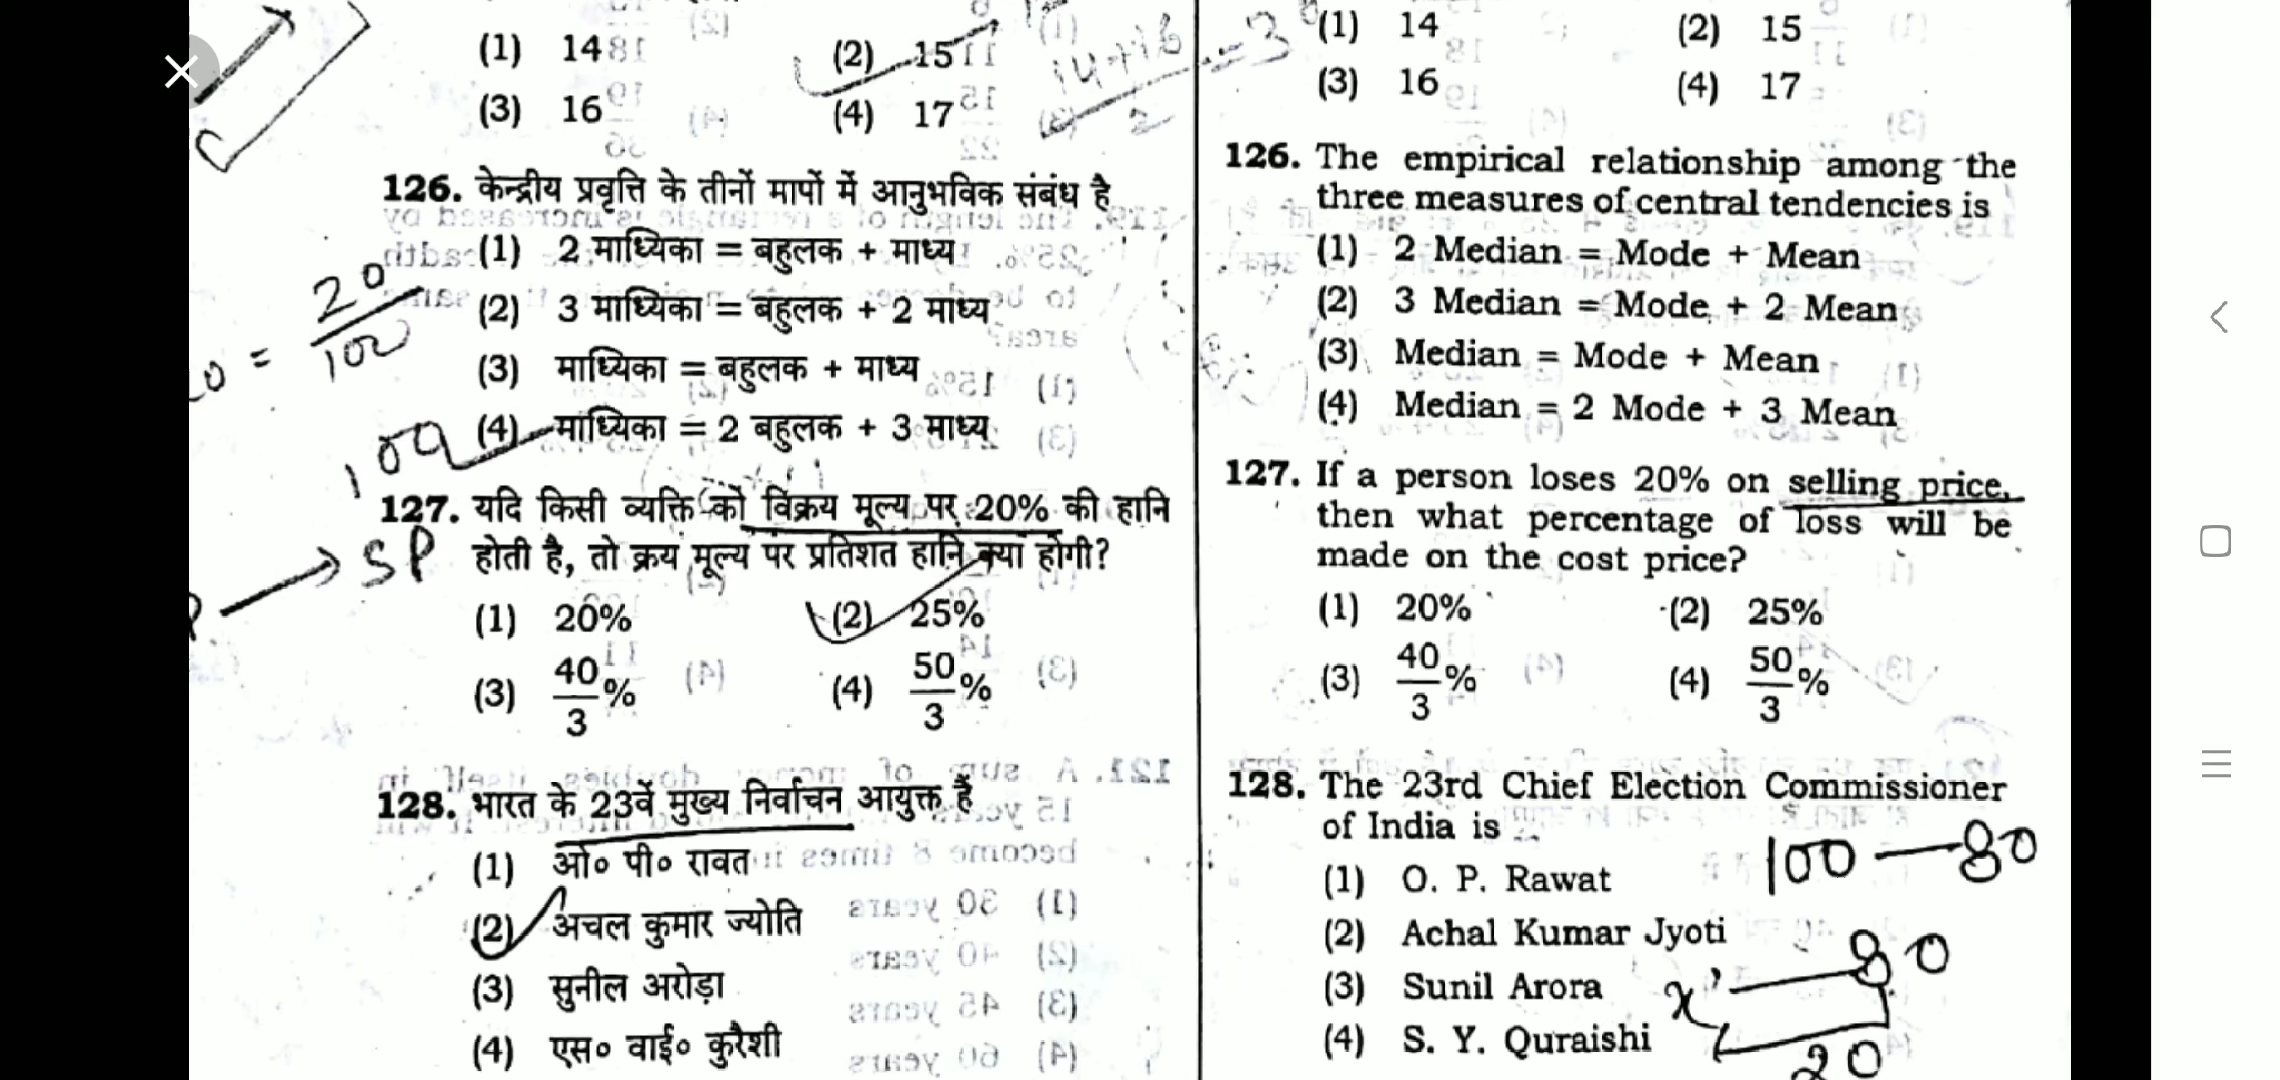 (1) 14 (2) 15
(3) 16 (4) 17
126. केन्द्रीय प्रवृत्ति के तीनों मापों में आनुभविक संबंध है
(1) 2 माध्यिका = बहुलक + माध्य
(2) 3 माध्यिका = बहुलक + 2 माध्य
(3) माध्यिका = बहुलक + माध्य
(4) माध्यिका = 2 बहुलक + 3 माध्य
127. यदि किसी व्यक्ति को विक्रय मूल्य पर 20% की हानि
होती है, तो क्रय मूल्य पर प्रतिशत हानि क्या होगी?
(1) 20% (2) 25%
(3) 40/3 % (4) 50/3 %
128. भारत के 23वें मुख्य निर्वाचन आयुक्त हैं
(1) ओ० पी० रावत
(2) अचल कुमार ज्योति
(3) सुनील अरोड़ा
(4) एस० वाई० कुरैशी
20
100
SP
(1) 14 (2) 15
(3) 16 (4) 17
126. The empirical relationship among the
three measures of central tendencies is
(1) 2 Median = Mode + Mean
(2) 3 Median = Mode + 2 Mean
(3) Median = Mode + Mean
(4) Median = 2 Mode + 3 Mean
127. If a person loses 20% on selling price,
then what percentage of loss will be
made on the cost price?
(1) 20% (2) 25%
(3) 40/3 % (4) 50/3 %
128. The 23rd Chief Election Commissioner
of India is
(1) O. P. Rawat
(2) Achal Kumar Jyoti
(3) Sunil Arora
(4) S. Y. Quraishi
100 — 80
x — 80
20